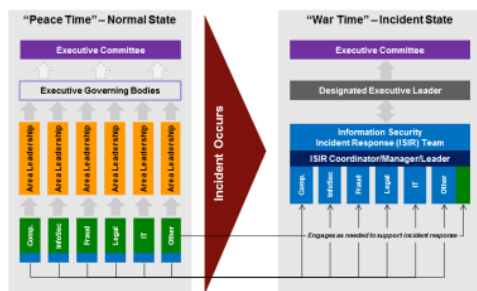 “Peace Time” – Normal State
Executive Committee
Executive Governing Bodies
Area Leadership
Area Leadership
Area Leadership
Area Leadership
Area Leadership
Area Leadership
Comp.
InfoSec
Fraud
Legal
IT
Other
Incident Occurs
“War Time” – Incident State
Executive Committee
Designated Executive Leader
Information Security
Incident Response (ISIR) Team
ISIR Coordinator/Manager/Leader
Comp.
InfoSec
Fraud
Legal
IT
Other
Engages as needed to support incident response